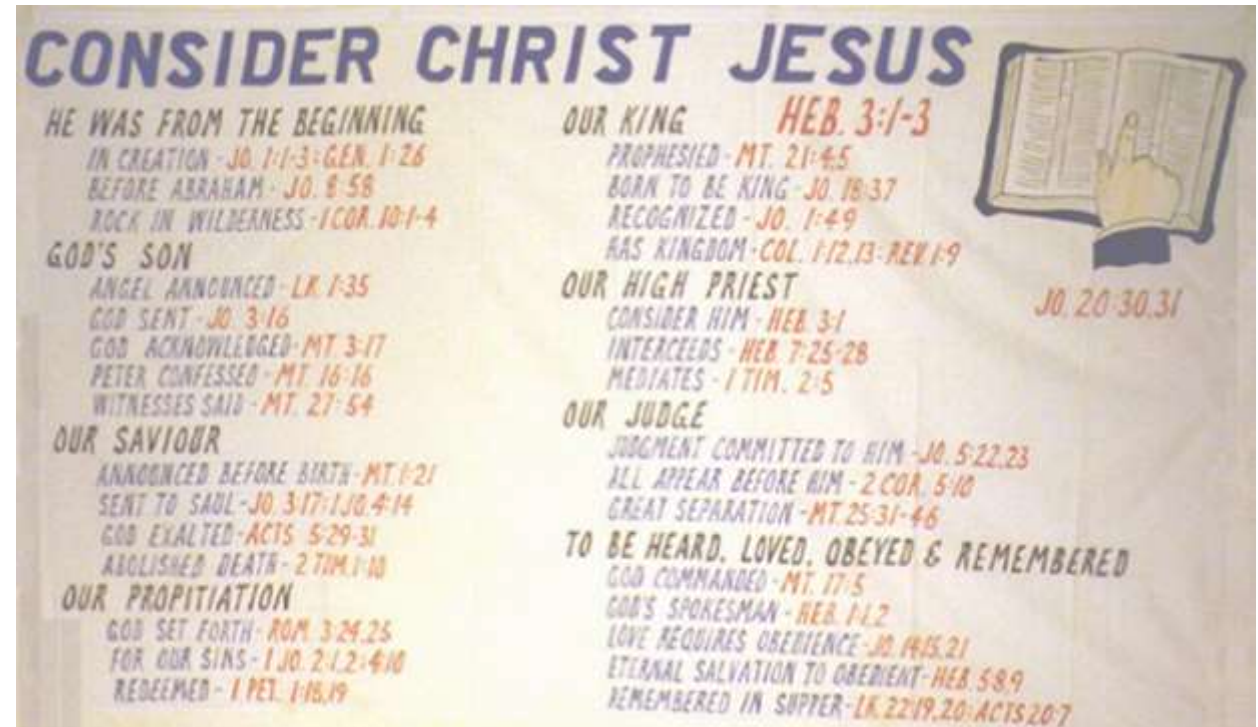 CONSIDER CHRIST JESUS
HE WAS FROM THE BEGINNING
IN CREATION - JO. 1:1-3; GEN. 1:26
BEFORE ABRAHAM - JO. 8:58
ROCK IN WILDERNESS - 1 COR. 10:1-4
GOD'S SON
ANGEL ANNOUNCED - LK. 1:35
GOD SENT - JO. 3:16
GOD ACKNOWLEDGED - MT. 3:17
PETER CONFESSED - MT. 16:16
WITNESSES SAID - MT. 27:54
OUR SAVIOUR
ANNOUNCED BEFORE BIRTH - MT. 1:21
SENT TO SAUL - JO. 3:17; 1 JO. 4:14
GOD EXALTED - ACTS 5:29-31
ABOLISHED DEATH - 2 TIM. 1:10
OUR PROPITIATION
GOD SET FORTH - ROM. 3:24,25
FOR OUR SINS - 1 JO. 2:1,2; 4:10
REDEEMED - 1 PET. 1:18,19
OUR KING HEB. 3:1-3
PROPHESIED - MT. 21:4,5
BORN TO BE KING - JO. 18:37
RECOGNIZED - JO. 1:49
HAS KINGDOM - COL. 1:12,13; REV. 1:9
OUR HIGH PRIEST
CONSIDER HIM - HEB. 3:1
INTERCEEDS - HEB. 7:25-28
MEDIATES - 1 TIM. 2:5
OUR JUDGE
JUDGMENT COMMITTED TO HIM - JO. 5:22,23
ALL APPEAR BEFORE HIM - 2 COR. 5:10
GREAT SEPARATION - MT. 25:31-46
TO BE HEARD, LOVED, OBEYED & REMEMBERED
GOD COMMANDED - MT. 17:5
GOD'S SPOKESMAN - HEB. 1:1,2
LOVE REQUIRES OBEDIENCE - JO. 14:15,21
ETERNAL SALVATION TO OBEDIENT - HEB. 5:8,9
REMEMBERED IN SUPPER - LK. 22:19,20; ACTS 20:7
JO. 20:30,31